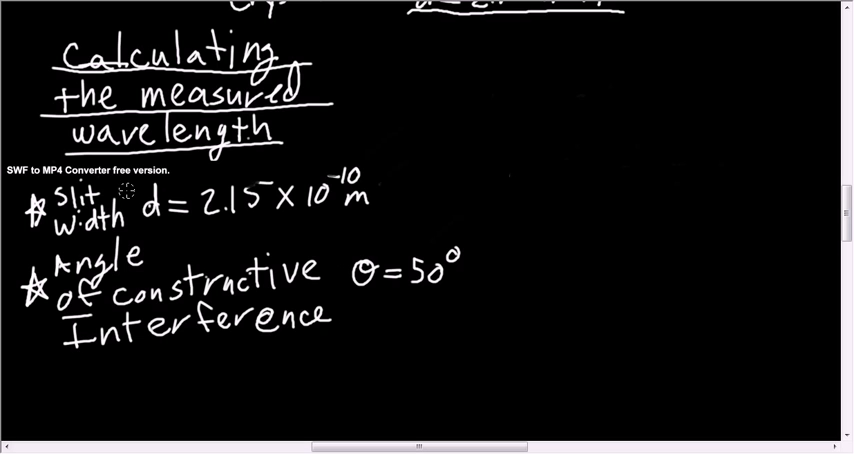 Calculating
the measured
wavelength
SWF to MP4 Converter free version.
Slit
width d = 2.15 × 10⁻¹⁰ m
Angle
of constructive θ = 50°
Interference